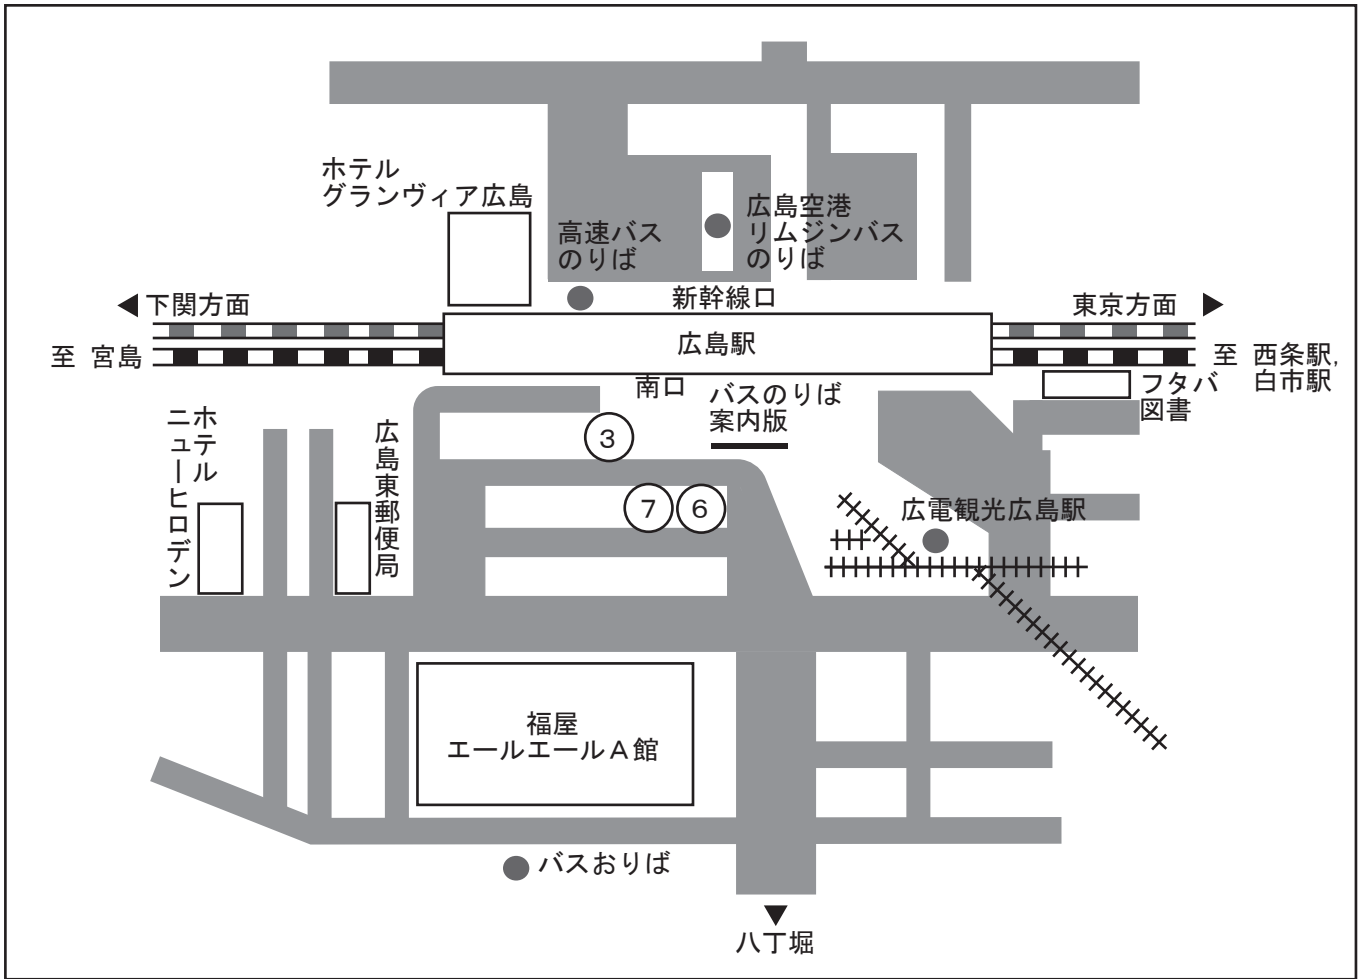 ホテル
グランヴィア広島
高速バス
のりば
広島空港
リムジンバス
のりば
新幹線口
下関方面
東京方面
広島駅
至 宮島
至 西条駅,
白市駅
南口
バスのりば
案内版
フタバ
図書
ホテル
ニューヒロデン
広島東郵便局
3
7
6
広電観光広島駅
福屋
エールエールA館
バスおりば
八丁堀